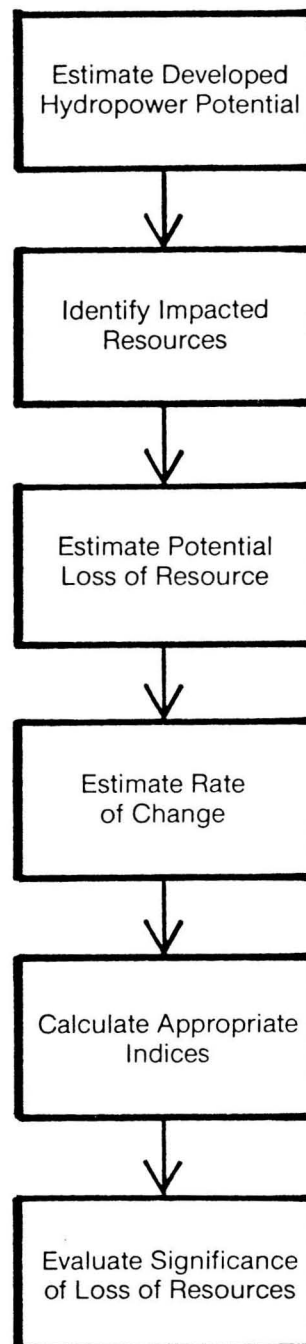 Estimate Developed
Hydropower Potential
Identify Impacted
Resources
Estimate Potential
Loss of Resource
Estimate Rate
of Change
Calculate Appropriate
Indices
Evaluate Significance
of Loss of Resources